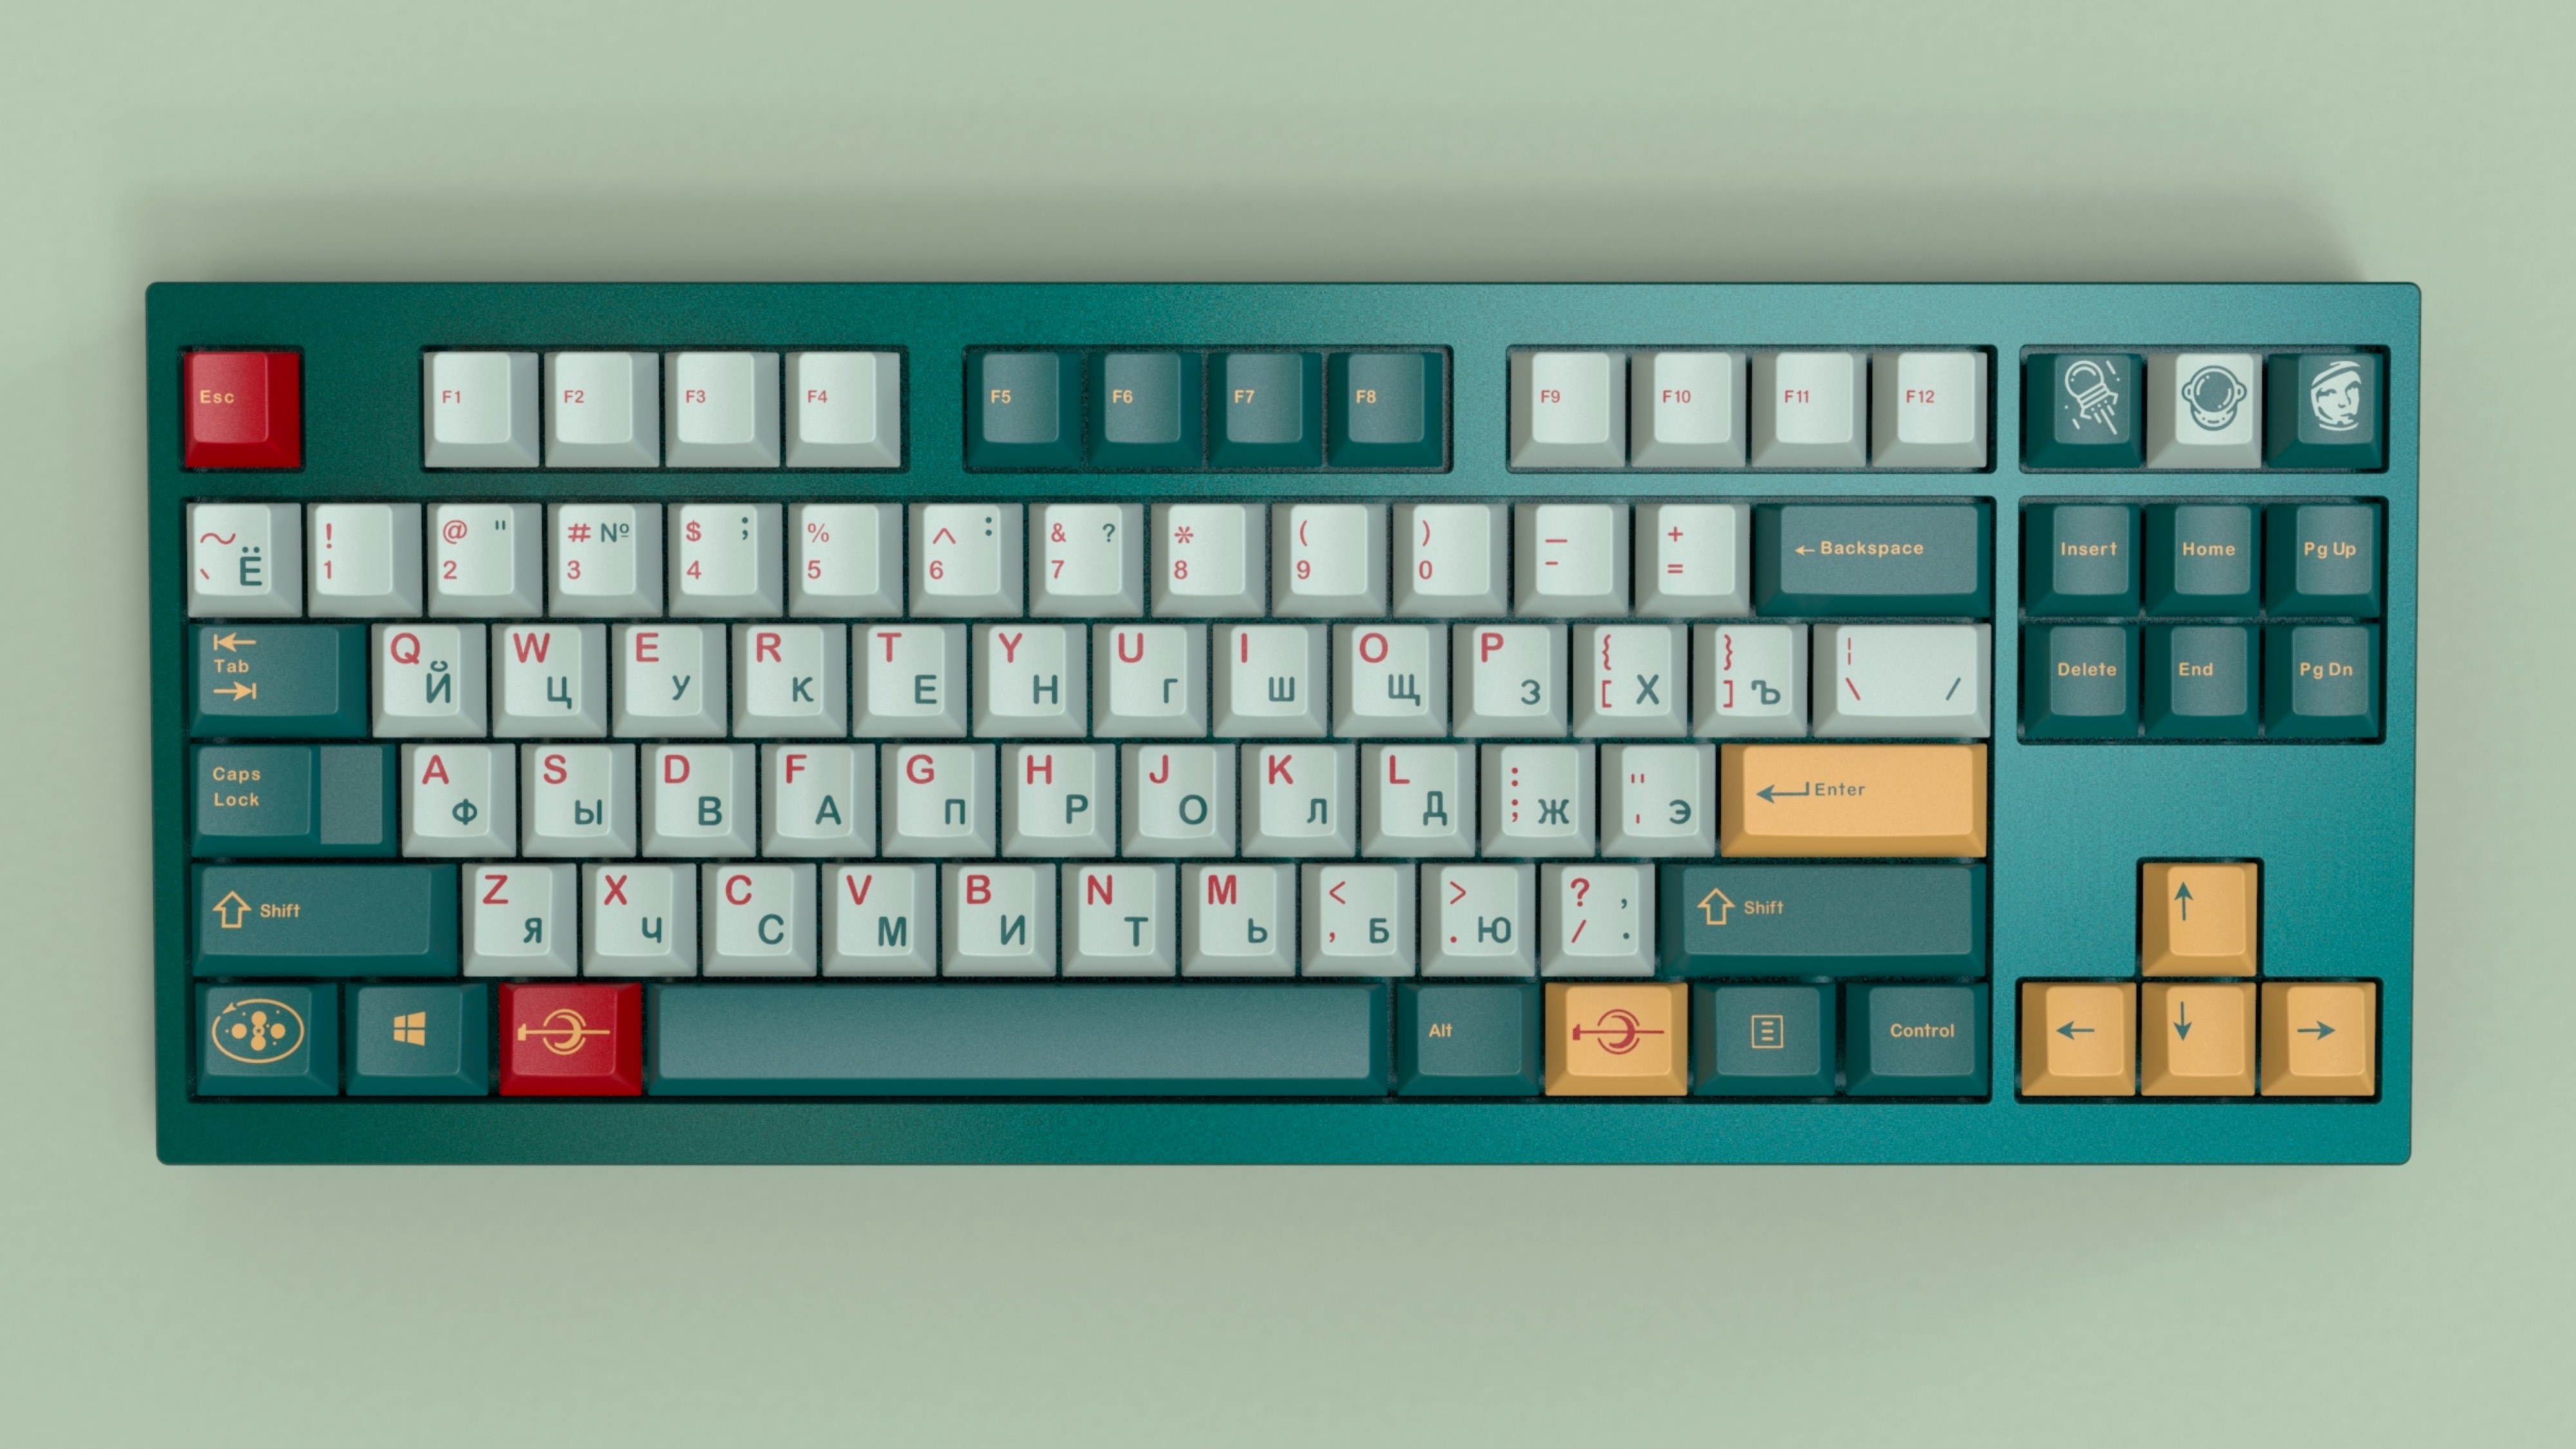 Esc F1 F2 F3 F4 F5 F6 F7 F8 F9 F10 F11 F12
~ ` Ё ! 1 @ " 2 # № 3 $ ; 4 % 5 ^ : 6 & ? 7 * 8 ( 9 ) 0 _ - + = ← Backspace Insert Home Pg Up
Tab Q Й W Ц E У R К T Е Y Н U Г I Ш O Щ P З { [ Х } ] Ъ ¦ \ / Delete End Pg Dn
Caps
Lock
A Ф S Ы D В F А G П H Р J О K Л L Д : ; Ж " ' Э Enter
Shift Z Я X Ч C С V М B И N Т M Ь < , Б > . Ю ? , / . Shift ↑
Alt Control ← ↓ →